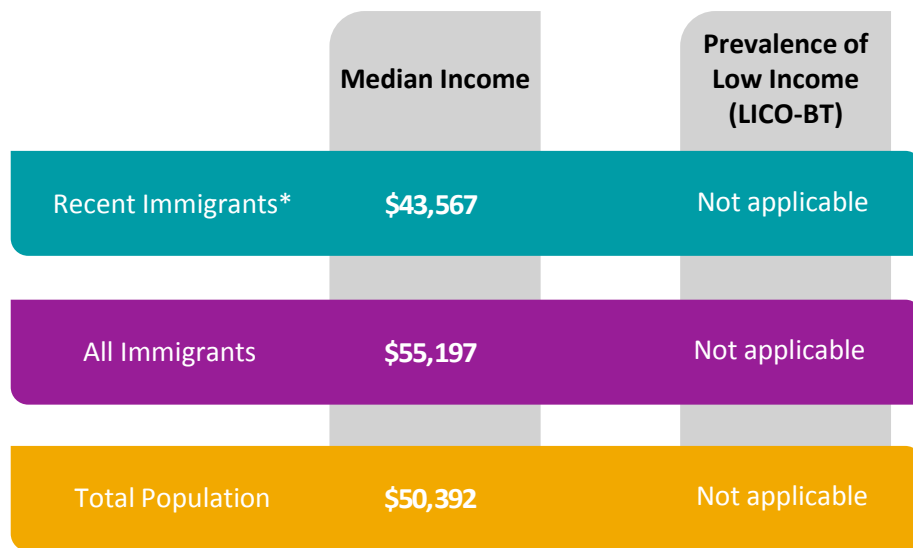 Median Income
Prevalence of
Low Income
(LICO-BT)
Recent Immigrants* $43,567 Not applicable
All Immigrants $55,197 Not applicable
Total Population $50,392 Not applicable